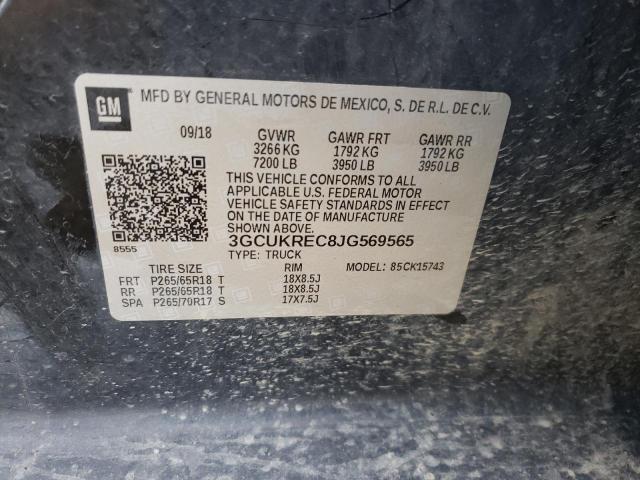 GM
MFD BY GENERAL MOTORS DE MEXICO, S. DE R.L. DE C.V.
09/18 GVWR GAWR FRT GAWR RR
3266 KG 1792 KG 1792 KG
7200 LB 3950 LB 3950 LB
THIS VEHICLE CONFORMS TO ALL
APPLICABLE U.S. FEDERAL MOTOR
VEHICLE SAFETY STANDARDS IN EFFECT
ON THE DATE OF MANUFACTURE
SHOWN ABOVE.
8555 3GCUKREC8JG569565
TYPE: TRUCK MODEL: 85CK15743
TIRE SIZE RIM
FRT P265/65R18 T 18X8.5J
RR P265/65R18 T 18X8.5J
SPA P265/70R17 S 17X7.5J